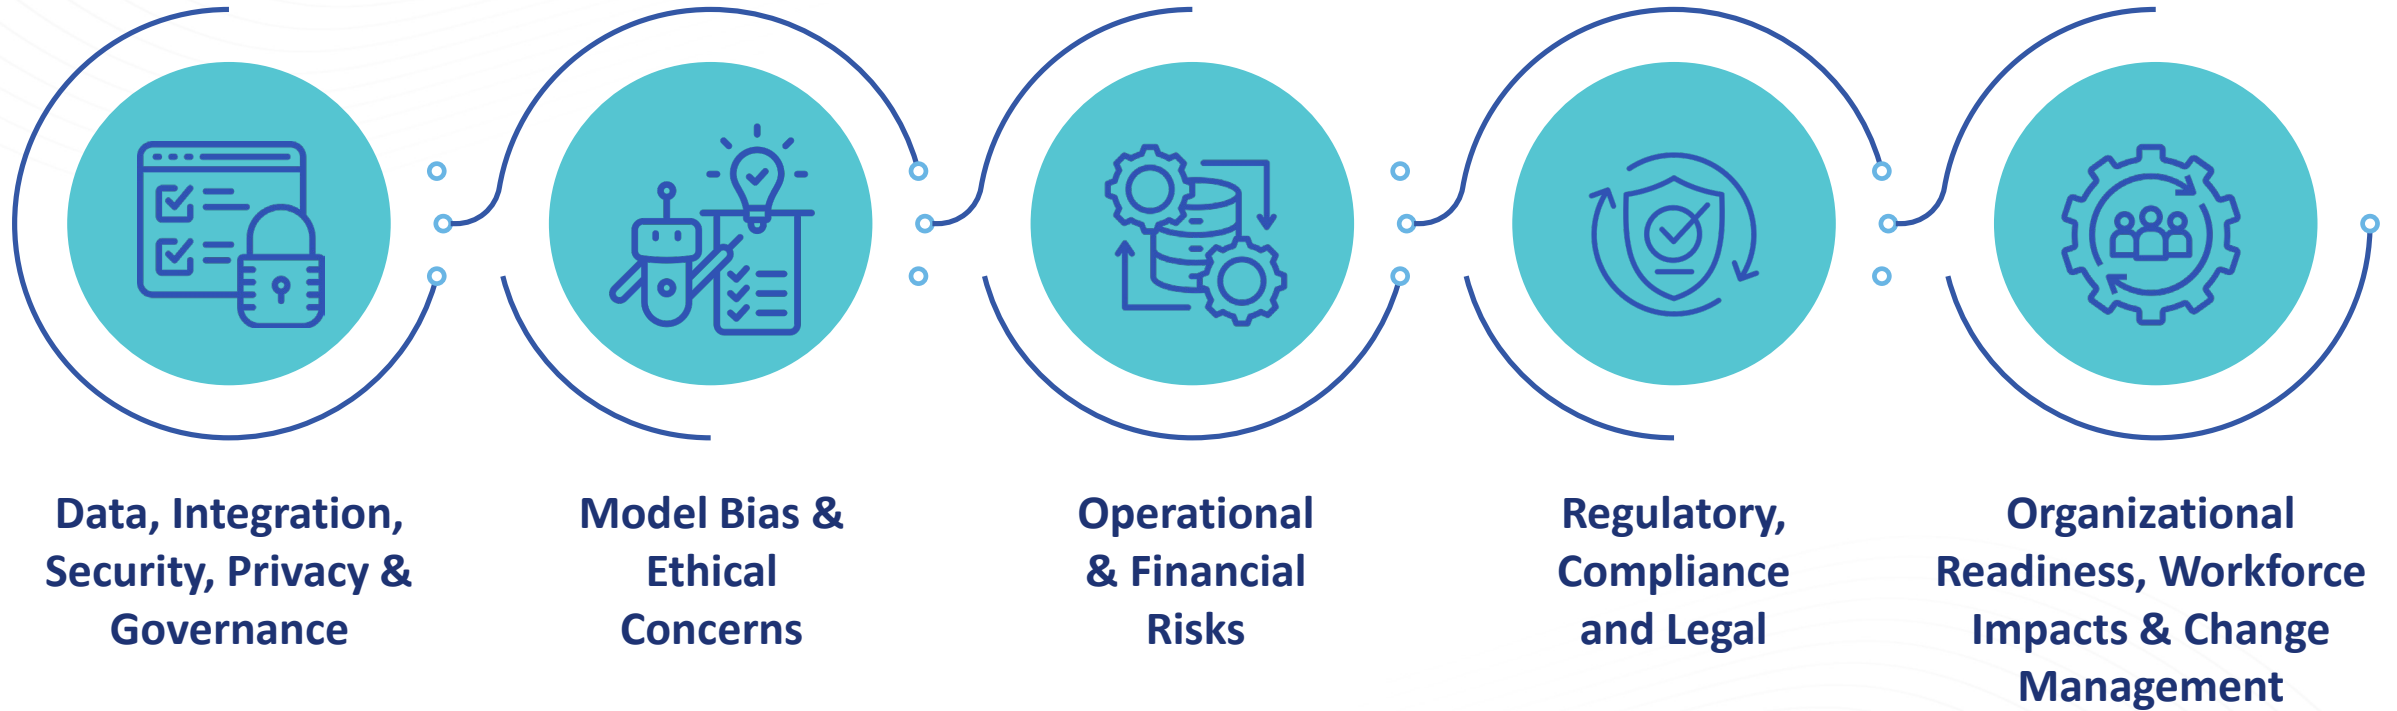 Data, Integration,
Security, Privacy &
Governance
Model Bias &
Ethical
Concerns
Operational
& Financial
Risks
Regulatory,
Compliance
and Legal
Organizational
Readiness, Workforce
Impacts & Change
Management